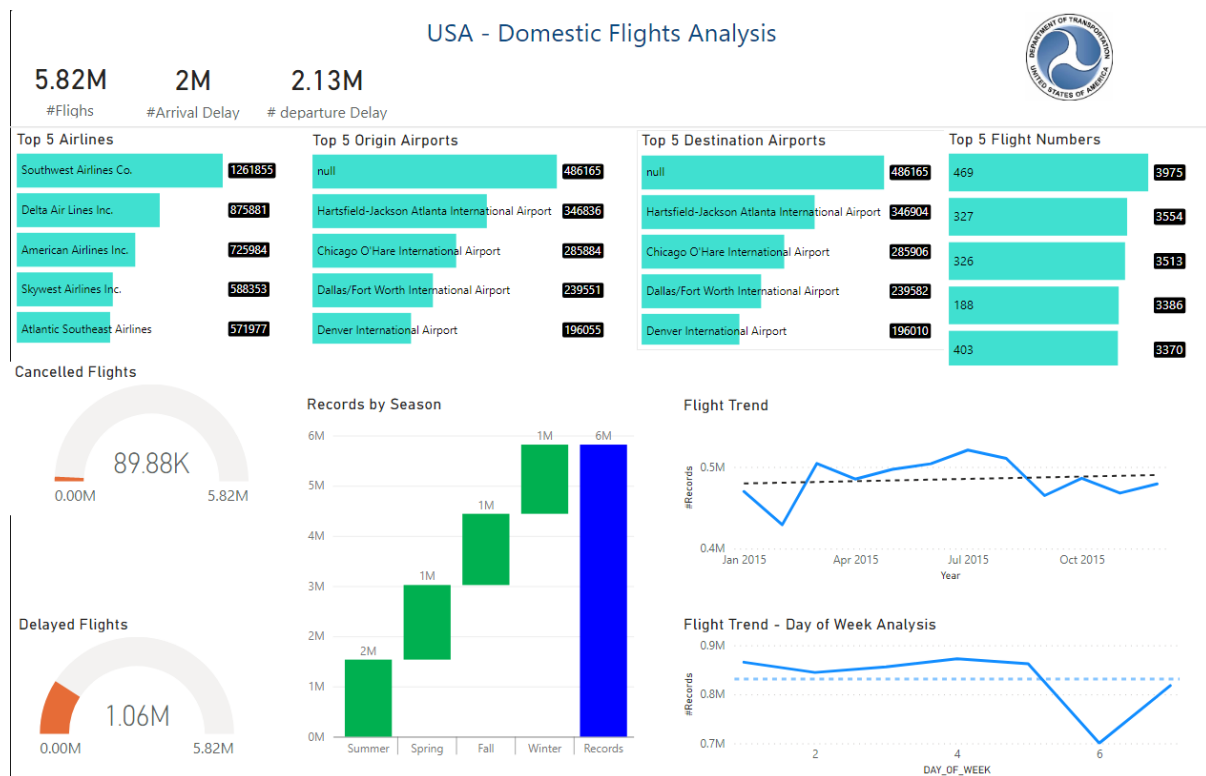 USA - Domestic Flights Analysis
DEPARTMENT OF TRANSPORTATION
UNITED STATES OF AMERICA
5.82M
2M
2.13M
#Flighs
#Arrival Delay
# departure Delay
Top 5 Airlines
Southwest Airlines Co. 1261855
Delta Air Lines Inc. 875881
American Airlines Inc. 725984
Skywest Airlines Inc. 588353
Atlantic Southeast Airlines 571977
Top 5 Origin Airports
null 486165
Hartsfield-Jackson Atlanta International Airport 346836
Chicago O'Hare International Airport 285884
Dallas/Fort Worth International Airport 239551
Denver International Airport 196055
Top 5 Destination Airports
null 486165
Hartsfield-Jackson Atlanta International Airport 346904
Chicago O'Hare International Airport 285906
Dallas/Fort Worth International Airport 239582
Denver International Airport 196010
Top 5 Flight Numbers
469 3975
327 3554
326 3513
188 3386
403 3370
Cancelled Flights
89.88K
0.00M 5.82M
Delayed Flights
1.06M
0.00M 5.82M
Records by Season
6M
5M
4M
3M
2M
1M
0M
2M
1M
1M
1M
6M
Summer Spring Fall Winter Records
Flight Trend
#Records
0.5M
0.4M
Jan 2015 Apr 2015 Jul 2015 Oct 2015
Year
Flight Trend - Day of Week Analysis
#Records
0.9M
0.8M
0.7M
2 4 6
DAY_OF_WEEK